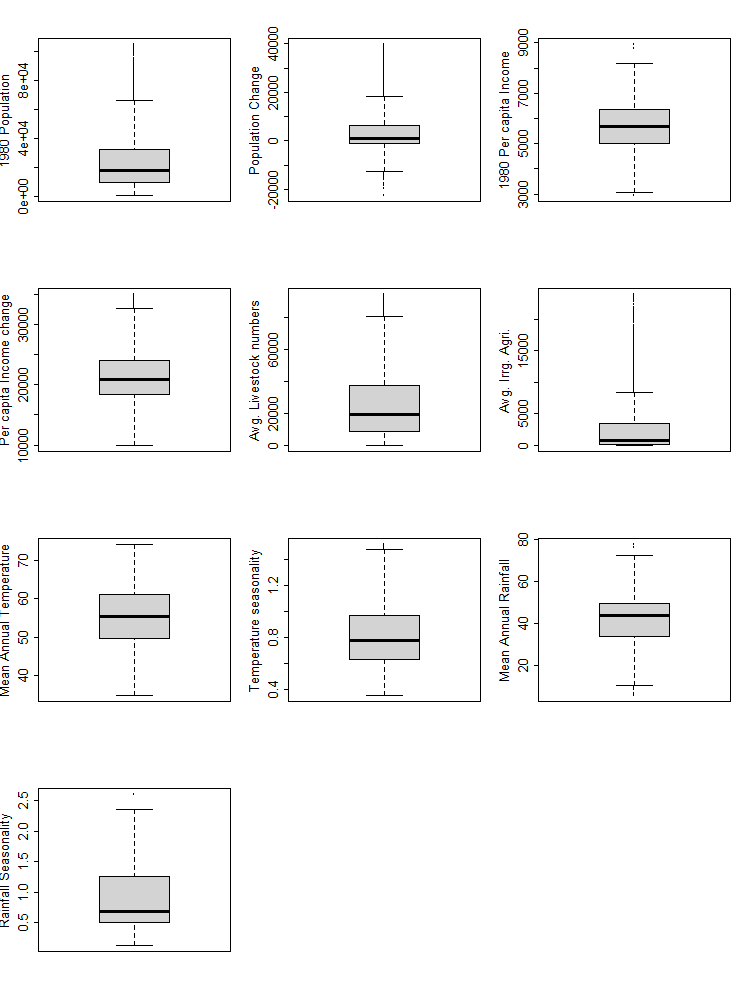 1980 Population
0e+00
4e+04
8e+04
Population Change
-20000
0
20000
40000
1980 Per capita Income
3000
5000
7000
9000
Per capita Income change
10000
20000
30000
Avg. Livestock numbers
0
20000
60000
Avg. Irrg. Agri.
0
5000
15000
Mean Annual Temperature
40
50
60
70
Temperature seasonality
0.4
0.8
1.2
Mean Annual Rainfall
20
40
60
80
Rainfall Seasonality
0.5
1.0
1.5
2.0
2.5